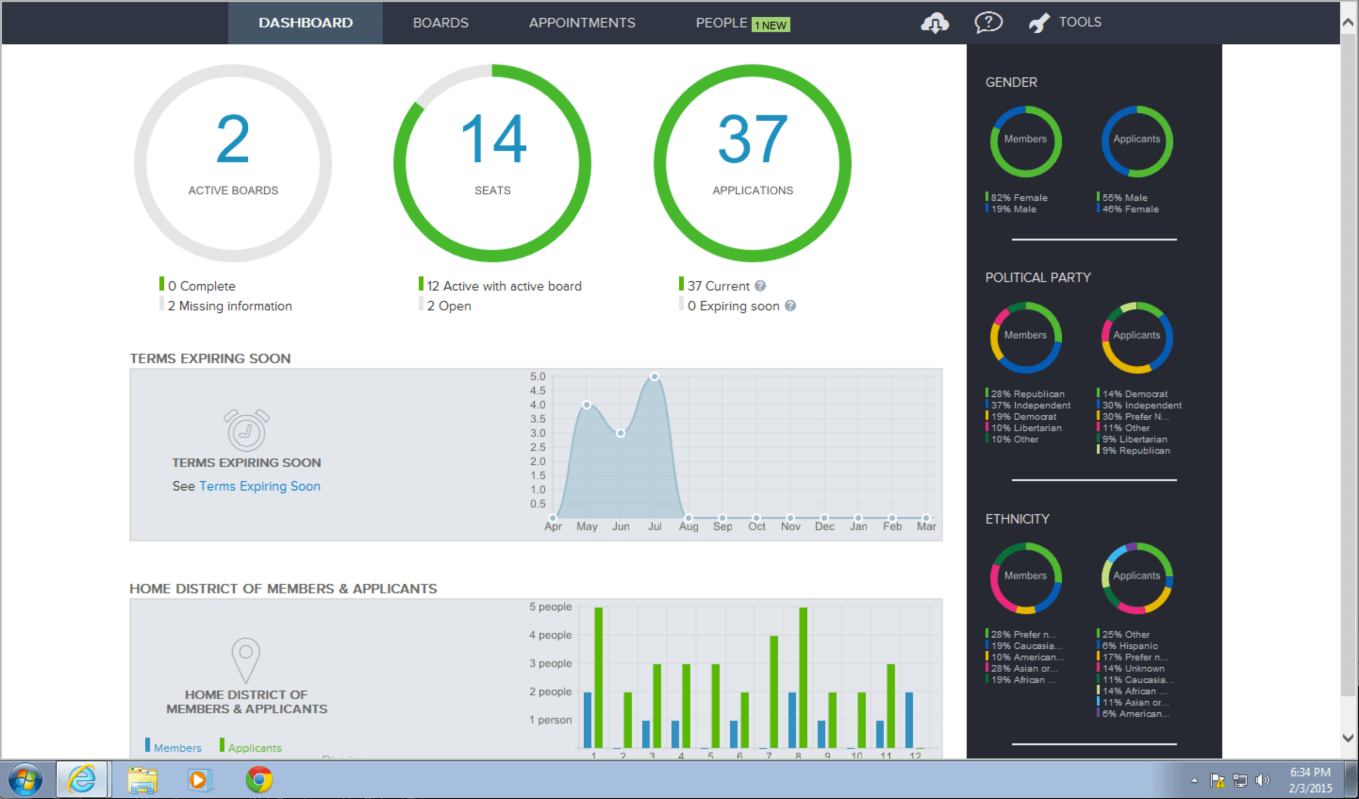 DASHBOARD BOARDS APPOINTMENTS PEOPLE 1 NEW ? TOOLS
2
ACTIVE BOARDS
0 Complete
2 Missing information
14
SEATS
12 Active with active board
2 Open
37
APPLICATIONS
37 Current ?
0 Expiring soon ?
TERMS EXPIRING SOON
TERMS EXPIRING SOON
See Terms Expiring Soon
5.0
4.5
4.0
3.5
3.0
2.5
2.0
1.5
1.0
0.5
Apr May Jun Jul Aug Sep Oct Nov Dec Jan Feb Mar
HOME DISTRICT OF MEMBERS & APPLICANTS
HOME DISTRICT OF
MEMBERS & APPLICANTS
Members Applicants
5 people
4 people
3 people
2 people
1 person
1 2 3 4 5 6 7 8 9 10 11 12
GENDER
Members
82% Female
19% Male
Applicants
55% Male
46% Female
POLITICAL PARTY
Members
28% Republican
37% Independent
19% Democrat
10% Libertarian
10% Other
Applicants
14% Democrat
30% Independent
30% Prefer N...
11% Other
9% Libertarian
9% Republican
ETHNICITY
Members
28% Prefer n...
19% Caucasia...
10% American...
28% Asian or...
19% African ...
Applicants
25% Other
6% Hispanic
17% Prefer n...
14% Unknown
11% Caucasia...
14% African ...
11% Asian or...
6% American...
6:34 PM
2/3/2015